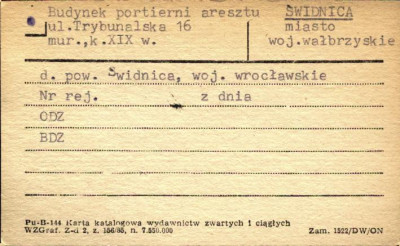 Budynek portierni aresztu
ul.Trybunalska 16
mur.,k.XIX w.
ŚWIDNICA
miasto
woj.wałbrzyskie
d. pow. Świdnica, woj. wrocławskie
Nr rej. z dnia
ODZ
BDZ
Pu-B-144 Karta katalogowa wydawnictw zwartych i ciągłych
WZGraf. Z-d 2, z. 156/85, n. 7.550.000
Zam. 1522/DW/ON